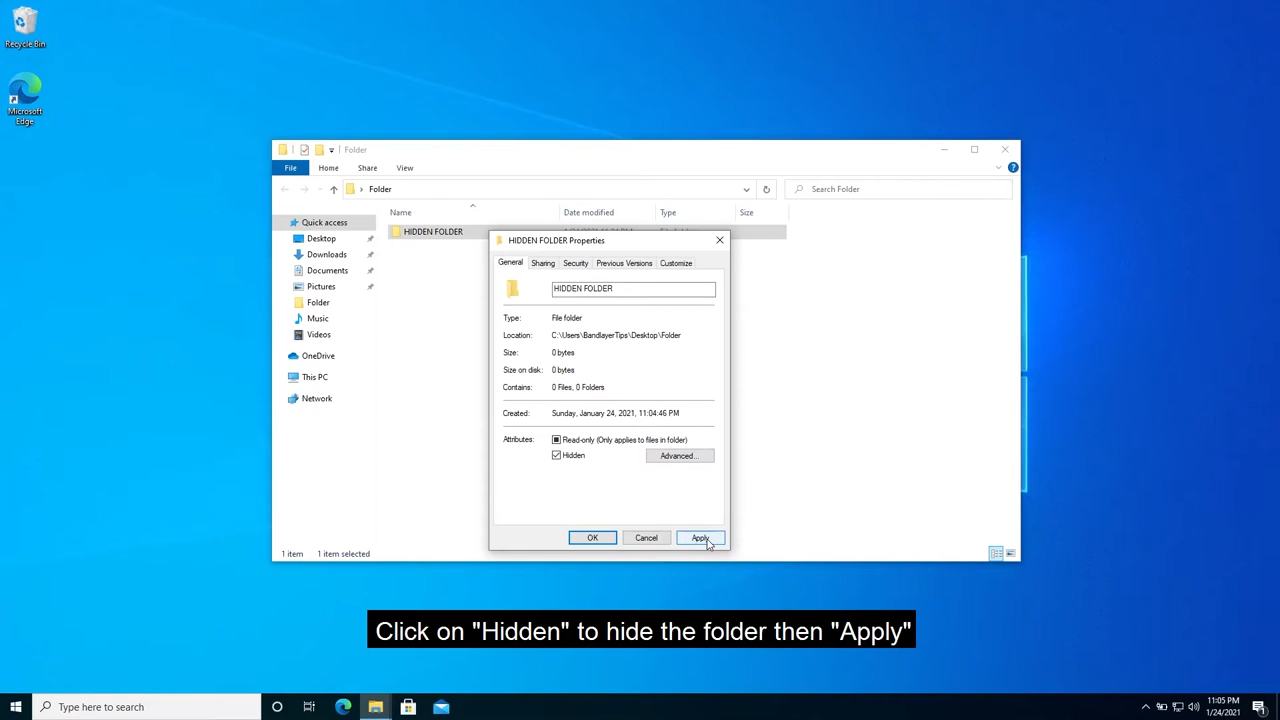 Recycle Bin
Microsoft
Edge
Folder
File Home Share View
Folder
Search Folder
Name Date modified Type Size
Quick access
HIDDEN FOLDER
Desktop
Downloads
Documents
Pictures
Folder
Music
Videos
OneDrive
This PC
Network
1 item 1 item selected
HIDDEN FOLDER Properties
General Sharing Security Previous Versions Customize
HIDDEN FOLDER
Type: File folder
Location: C:\Users\BandlayerTips\Desktop\Folder
Size: 0 bytes
Size on disk: 0 bytes
Contains: 0 Files, 0 Folders
Created: Sunday, January 24, 2021, 11:04:46 PM
Attributes: Read-only (Only applies to files in folder)
Hidden Advanced...
OK Cancel Apply
Click on "Hidden" to hide the folder then "Apply"
Type here to search
11:05 PM
1/24/2021
1